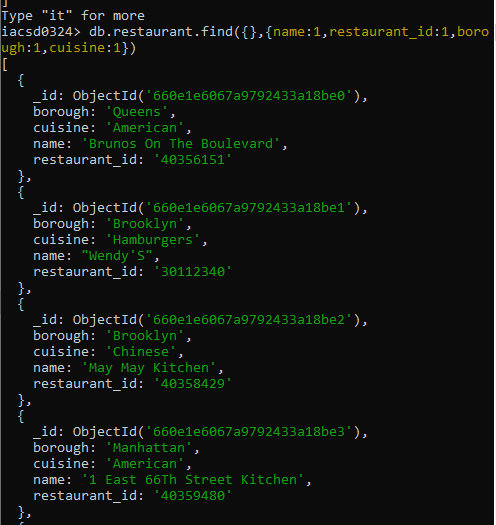 ]
Type "it" for more
iacsd0324> db.restaurant.find({},{name:1,restaurant_id:1,boro
ugh:1,cuisine:1})
[
  {
    _id: ObjectId('660e1e6067a9792433a18be0'),
    borough: 'Queens',
    cuisine: 'American',
    name: 'Brunos On The Boulevard',
    restaurant_id: '40356151'
  },
  {
    _id: ObjectId('660e1e6067a9792433a18be1'),
    borough: 'Brooklyn',
    cuisine: 'Hamburgers',
    name: "Wendy'S",
    restaurant_id: '30112340'
  },
  {
    _id: ObjectId('660e1e6067a9792433a18be2'),
    borough: 'Brooklyn',
    cuisine: 'Chinese',
    name: 'May May Kitchen',
    restaurant_id: '40358429'
  },
  {
    _id: ObjectId('660e1e6067a9792433a18be3'),
    borough: 'Manhattan',
    cuisine: 'American',
    name: '1 East 66Th Street Kitchen',
    restaurant_id: '40359480'
  },
  {